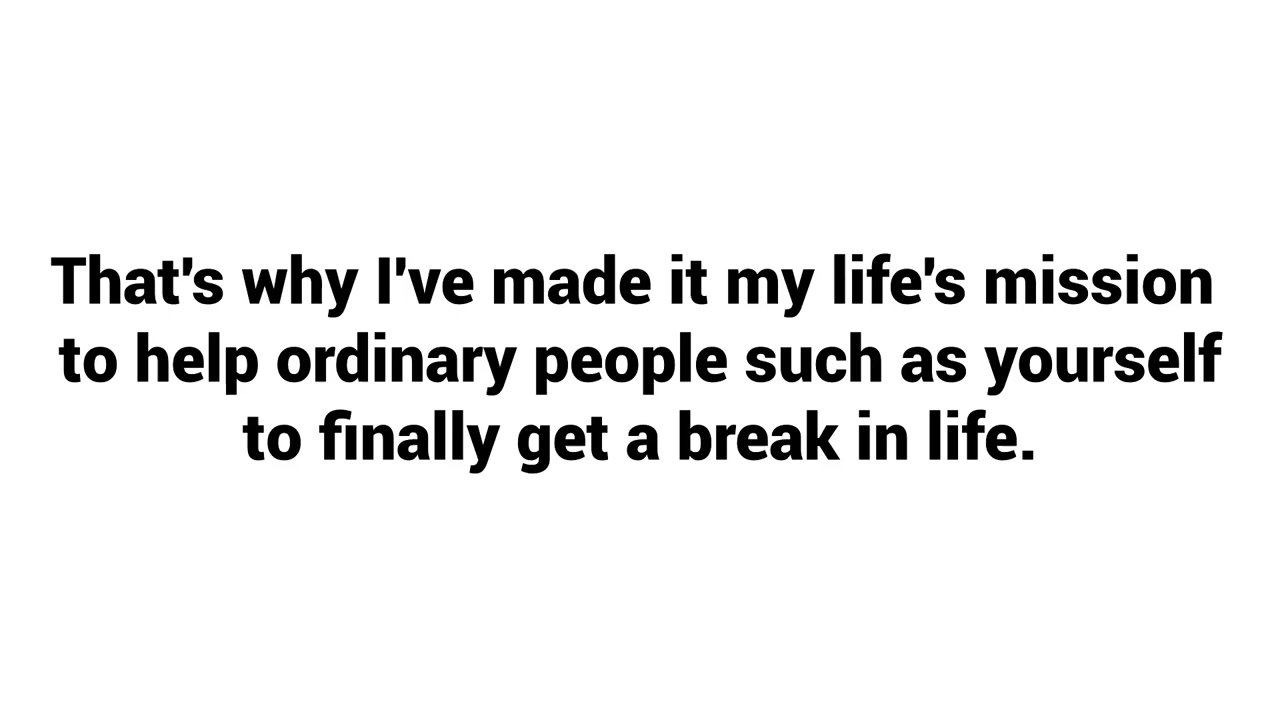 That's why I've made it my life's mission
to help ordinary people such as yourself
to finally get a break in life.